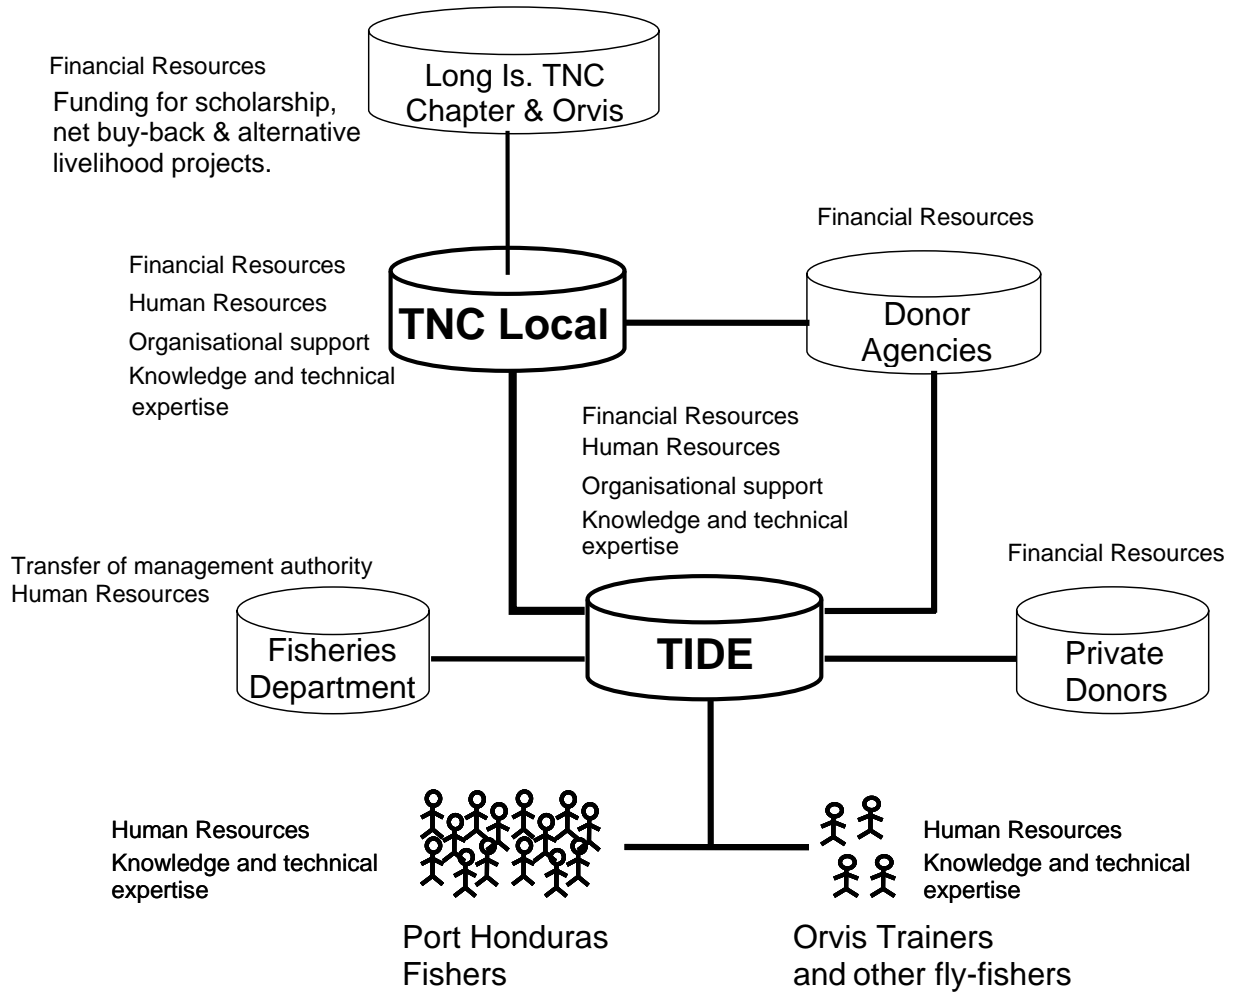 Financial Resources
Funding for scholarship,
net buy-back & alternative
livelihood projects.
Long Is. TNC
Chapter & Orvis
Financial Resources
Human Resources
Organisational support
Knowledge and technical
expertise
TNC Local
Financial Resources
Donor
Agencies
Financial Resources
Human Resources
Organisational support
Knowledge and technical
expertise
Transfer of management authority
Human Resources
Fisheries
Department
TIDE
Financial Resources
Private
Donors
Human Resources
Knowledge and technical
expertise
Port Honduras
Fishers
Human Resources
Knowledge and technical
expertise
Orvis Trainers
and other fly-fishers